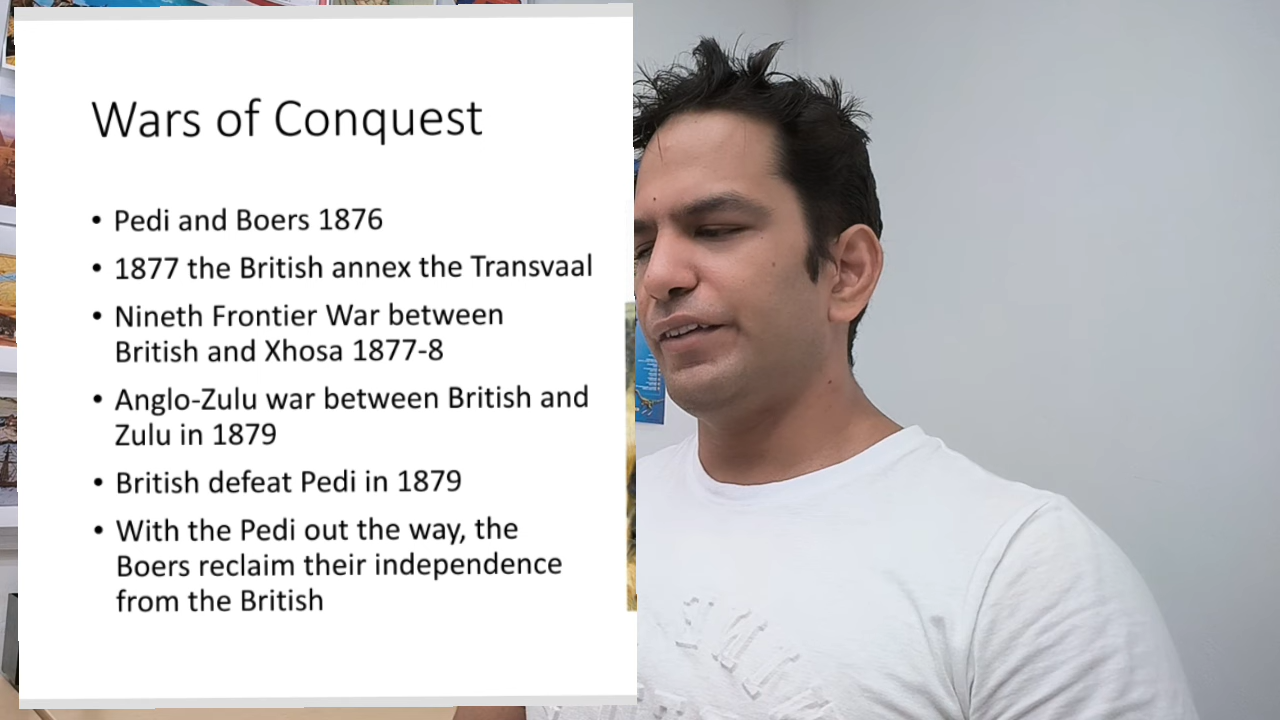 Wars of Conquest
• Pedi and Boers 1876
• 1877 the British annex the Transvaal
• Nineth Frontier War between
British and Xhosa 1877-8
• Anglo-Zulu war between British and
Zulu in 1879
• British defeat Pedi in 1879
• With the Pedi out the way, the
Boers reclaim their independence
from the British